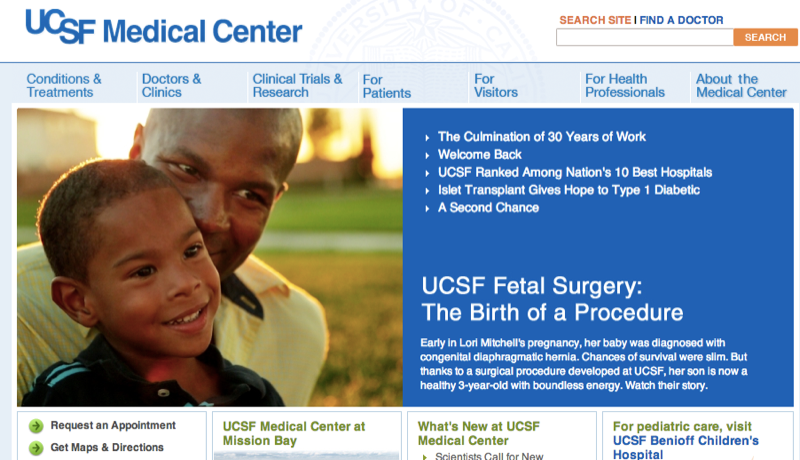 UCSF Medical Center
SEARCH SITE | FIND A DOCTOR
SEARCH
Conditions &
Treatments
Doctors &
Clinics
Clinical Trials &
Research
For
Patients
For
Visitors
For Health
Professionals
About the
Medical Center
The Culmination of 30 Years of Work
Welcome Back
UCSF Ranked Among Nation's 10 Best Hospitals
Islet Transplant Gives Hope to Type 1 Diabetic
A Second Chance
UCSF Fetal Surgery:
The Birth of a Procedure
Early in Lori Mitchell's pregnancy, her baby was diagnosed with
congenital diaphragmatic hernia. Chances of survival were slim. But
thanks to a surgical procedure developed at UCSF, her son is now a
healthy 3-year-old with boundless energy. Watch their story.
Request an Appointment
Get Maps & Directions
UCSF Medical Center at
Mission Bay
What's New at UCSF
Medical Center
Scientists Call for New
For pediatric care, visit
UCSF Benioff Children's
Hospital